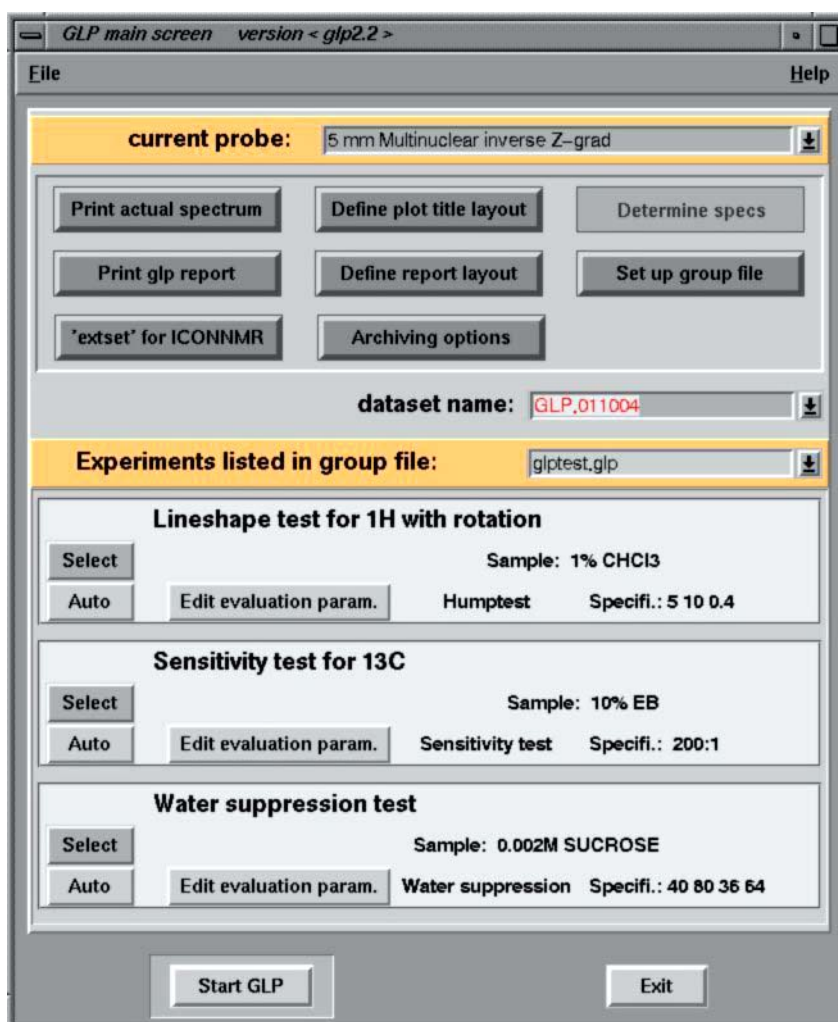 GLP main screen version < glp2.2 >
File Help
current probe: 5 mm Multinuclear inverse Z-grad
Print actual spectrum Define plot title layout Determine specs
Print glp report Define report layout Set up group file
'extset' for ICONNMR Archiving options
dataset name: GLP.011004
Experiments listed in group file: glptest.glp
Lineshape test for 1H with rotation
Select Sample: 1% CHCl3
Auto Edit evaluation param. Humptest Specifi.: 5 10 0.4
Sensitivity test for 13C
Select Sample: 10% EB
Auto Edit evaluation param. Sensitivity test Specifi.: 200:1
Water suppression test
Select Sample: 0.002M SUCROSE
Auto Edit evaluation param. Water suppression Specifi.: 40 80 36 64
Start GLP Exit